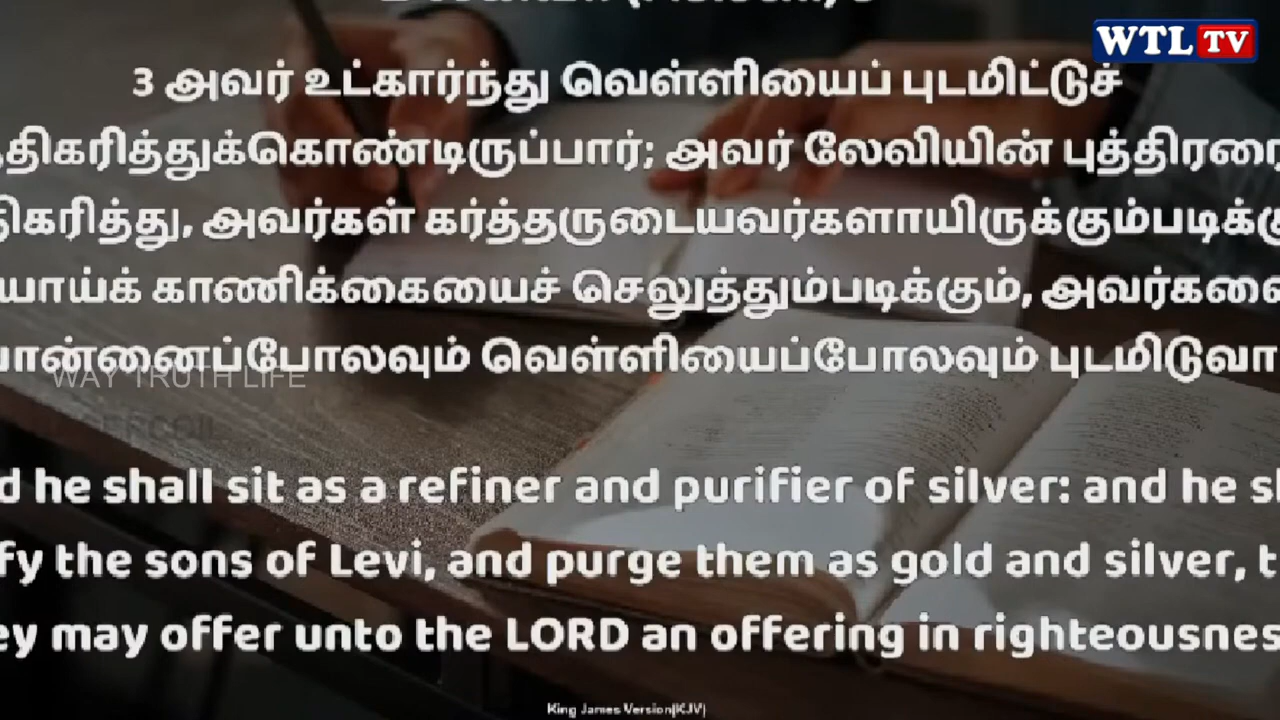 WTL TV
3 அவர் உட்கார்ந்து வெள்ளியைப் புடமிட்டுச்
திகரித்துக்கொண்டிருப்பார்; அவர் லேவியின் புத்திரரை
திகரித்து, அவர்கள் கர்த்தருடையவர்களாயிருக்கும்படிக்கு
யாய்க் காணிக்கையைச் செலுத்தும்படிக்கும், அவர்களை
பொன்னைப்போலவும் வெள்ளியைப்போலவும் புடமிடுவா
WAY TRUTH LIFE
d he shall sit as a refiner and purifier of silver: and he s
fy the sons of Levi, and purge them as gold and silver, t
ey may offer unto the LORD an offering in righteousnes
King James Version(KJV)